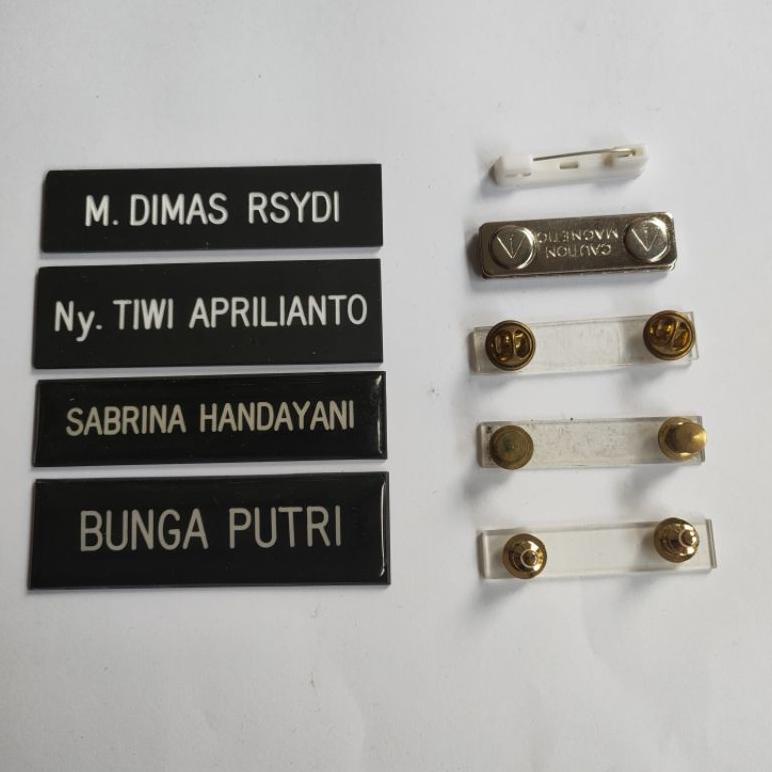 M. DIMAS RSYDI
Ny. TIWI APRILIANTO
SABRINA HANDAYANI
BUNGA PUTRI
CAUTION
MAGNETIC